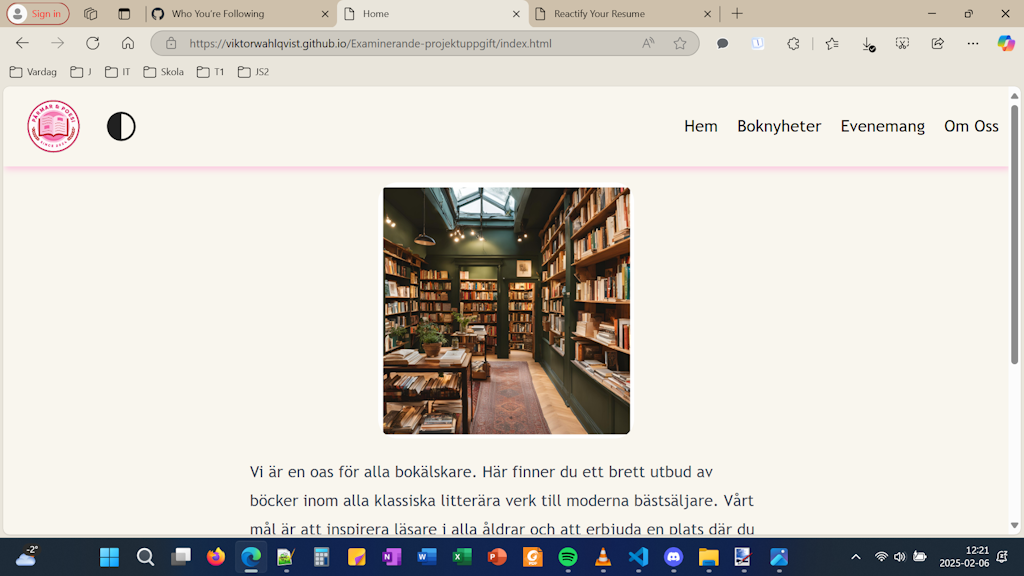 Sign in
Who You're Following
Home
Reactify Your Resume
https://viktorwahlqvist.github.io/Examinerande-projektuppgift/index.html
Vardag
J
IT
Skola
T1
JS2
PÄRMAR & POESI
SINCE 2024
Hem
Boknyheter
Evenemang
Om Oss
Vi är en oas för alla bokälskare. Här finner du ett brett utbud av
böcker inom alla klassiska litterära verk till moderna bästsäljare. Vårt
mål är att inspirera läsare i alla åldrar och att erbjuda en plats där du
-2°
12:21
2025-02-06